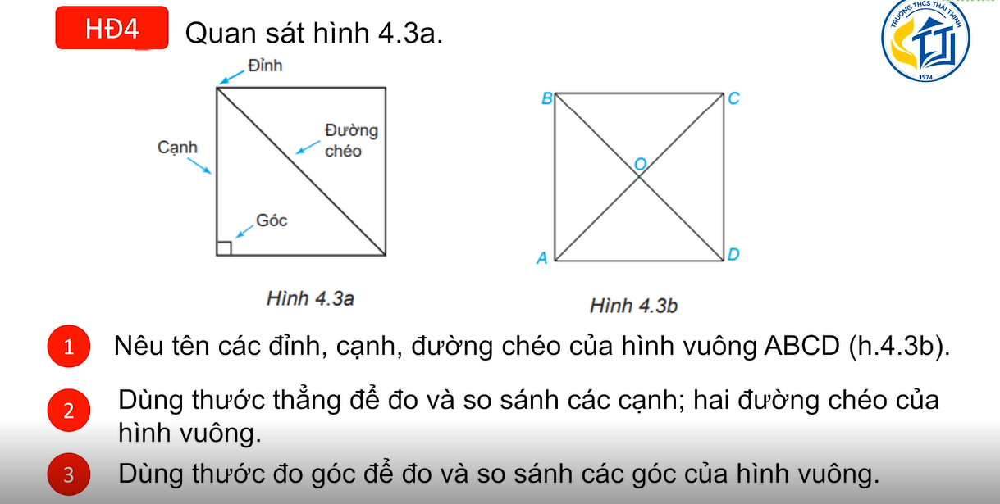 HĐ4
Quan sát hình 4.3a.
TRƯỜNG THCS THÁI THỊNH
1974
Đỉnh
Cạnh
Đường
chéo
Góc
Hình 4.3a
B
C
O
A
D
Hình 4.3b
1
Nêu tên các đỉnh, cạnh, đường chéo của hình vuông ABCD (h.4.3b).
2
Dùng thước thẳng để đo và so sánh các cạnh; hai đường chéo của
hình vuông.
3
Dùng thước đo góc để đo và so sánh các góc của hình vuông.